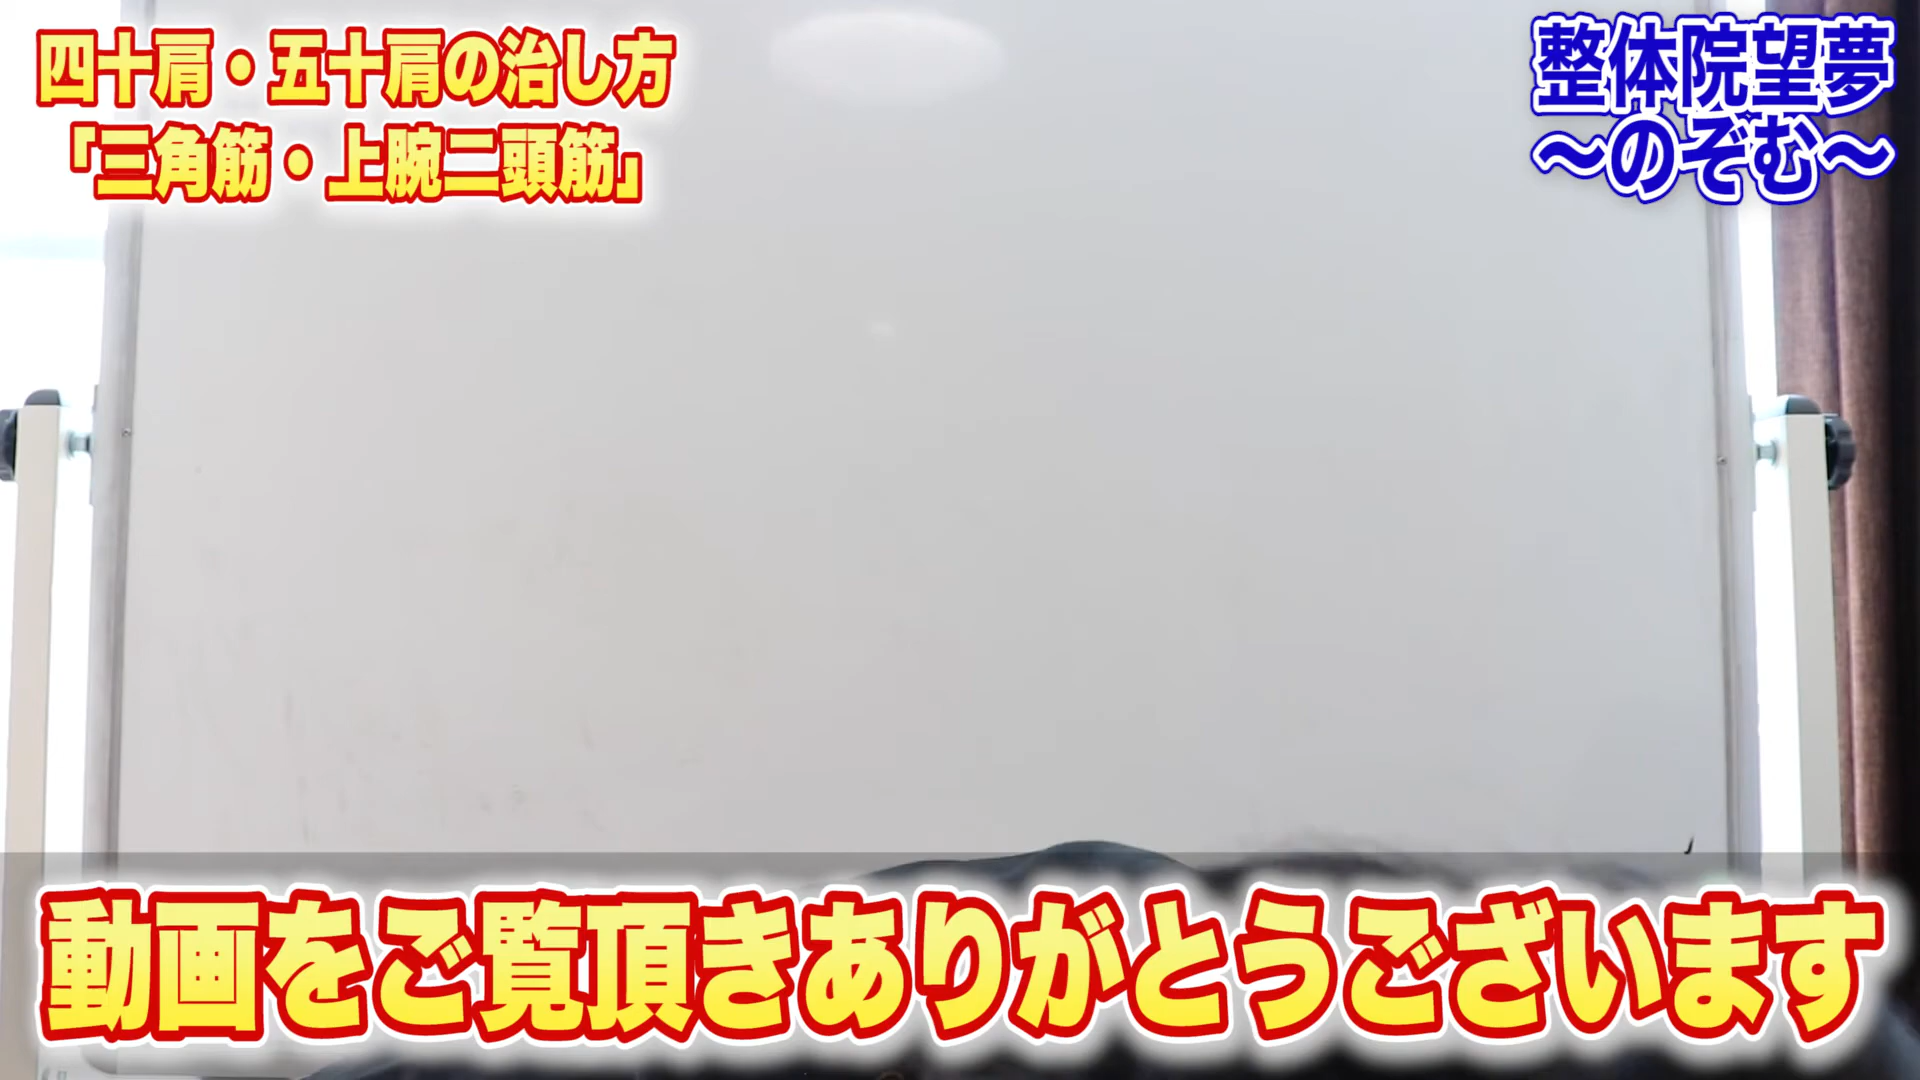 四十肩・五十肩の治し方
「三角筋・上腕二頭筋」
整体院望夢
～のぞむ～
動画をご覧頂きありがとうございます